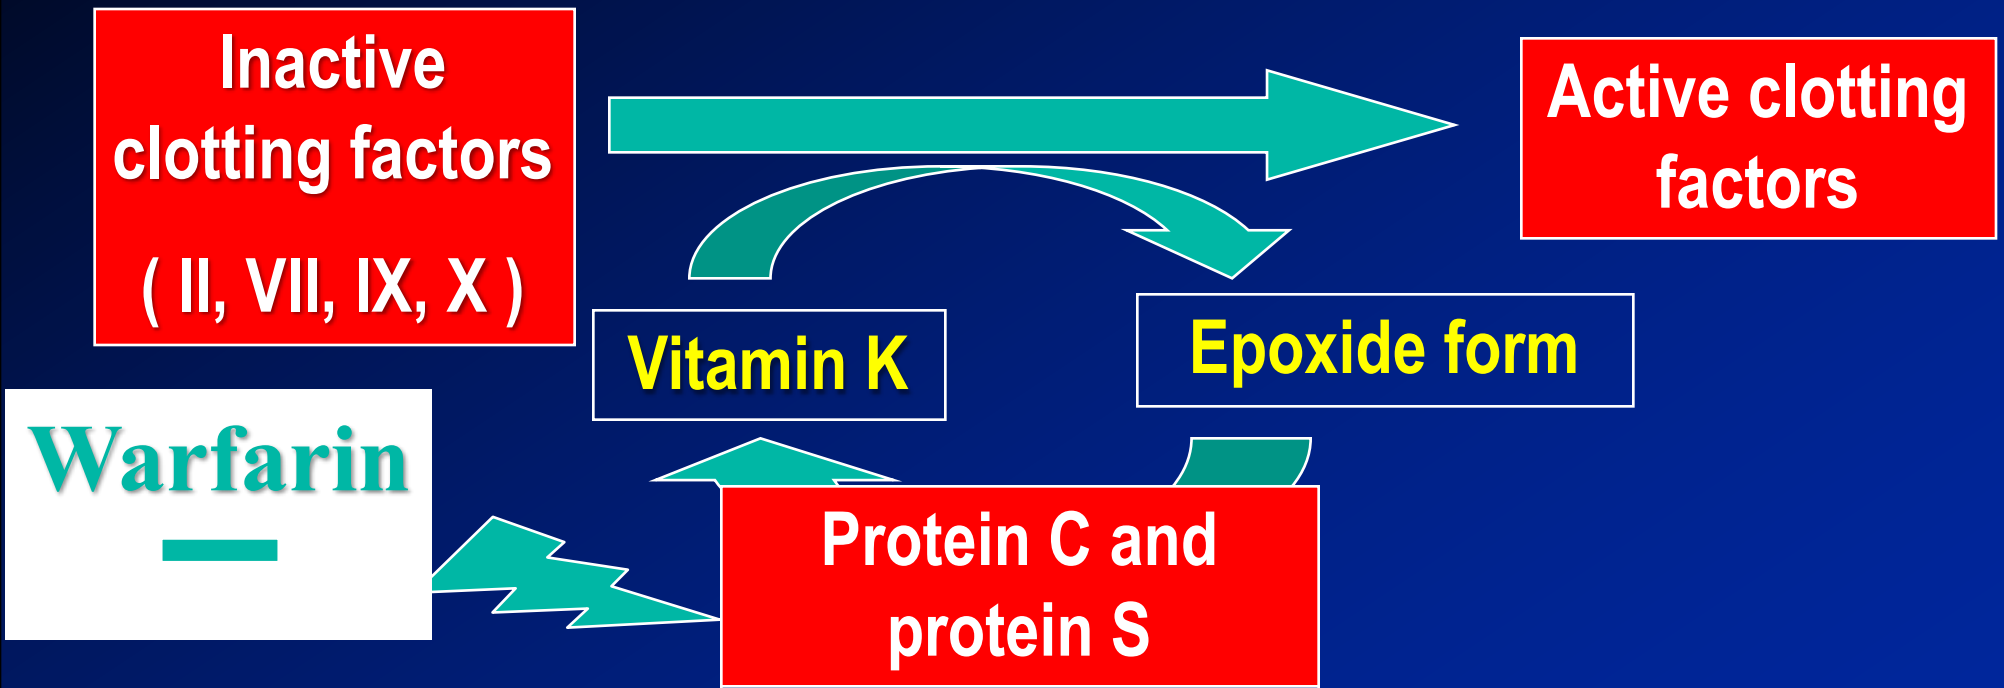 Inactive
clotting factors
( II, VII, IX, X )
Active clotting
factors
Vitamin K
Epoxide form
Warfarin
Protein C and
protein S